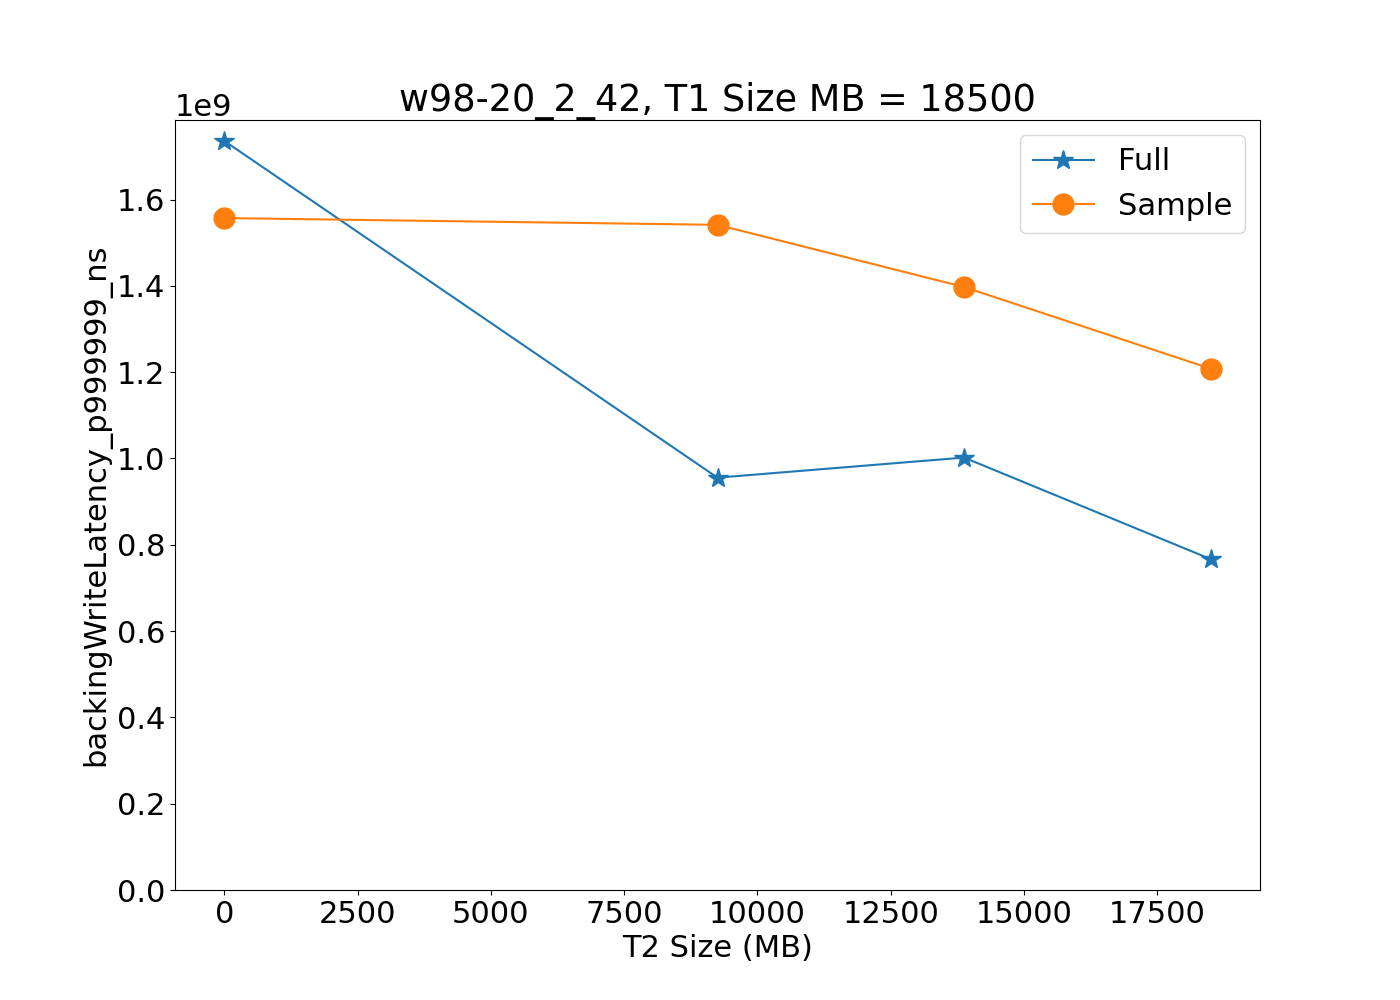 w98-20_2_42, T1 Size MB = 18500
1e9
Full
Sample
backingWriteLatency_p999999_ns
1.6
1.4
1.2
1.0
0.8
0.6
0.4
0.2
0.0
0 2500 5000 7500 10000 12500 15000 17500
T2 Size (MB)